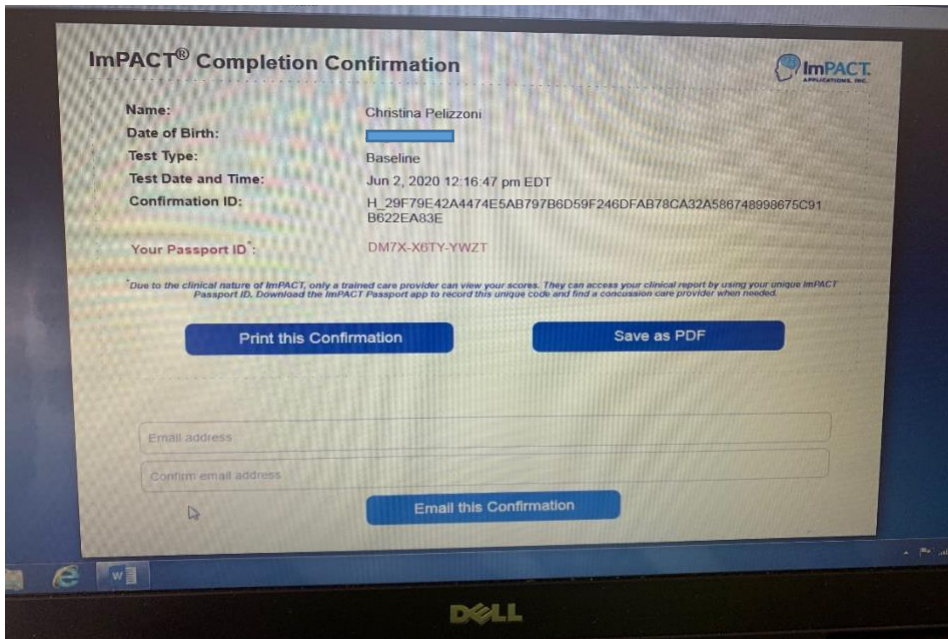 ImPACT® Completion Confirmation
ImPACT.
APPLICATIONS, INC.
Name: Christina Pelizzoni
Date of Birth:
Test Type: Baseline
Test Date and Time: Jun 2, 2020 12:16:47 pm EDT
Confirmation ID: H_29F79E42A4474E5AB797B6D59F246DFAB78CA32A586748998675C91
B622EA83E
Your Passport ID*: DM7X-X6TY-YWZT
*Due to the clinical nature of ImPACT, only a trained care provider can view your scores. They can access your clinical report by using your unique ImPACT
Passport ID. Download the ImPACT Passport app to record this unique code and find a concussion care provider when needed.
Print this Confirmation
Save as PDF
Email address
Confirm email address
Email this Confirmation
W
DELL